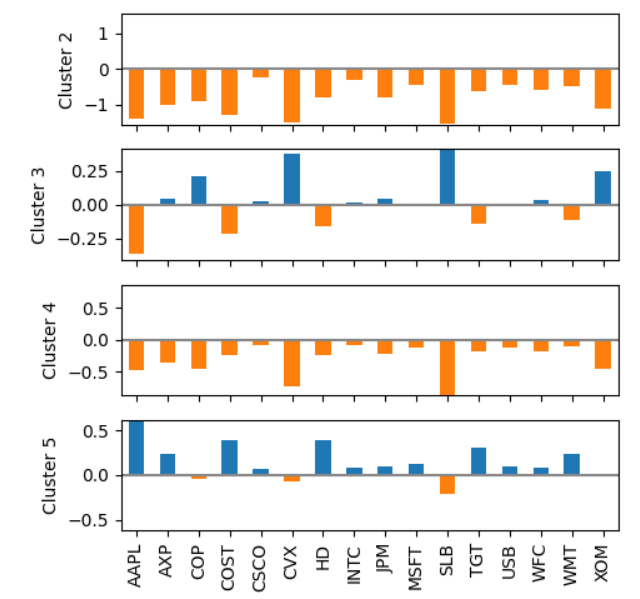 Cluster 2
1
0
−1
Cluster 3
0.25
0.00
−0.25
Cluster 4
0.5
0.0
−0.5
Cluster 5
0.5
0.0
−0.5
AAPL AXP COP COST CSCO CVX HD INTC JPM MSFT SLB TGT USB WFC WMT XOM